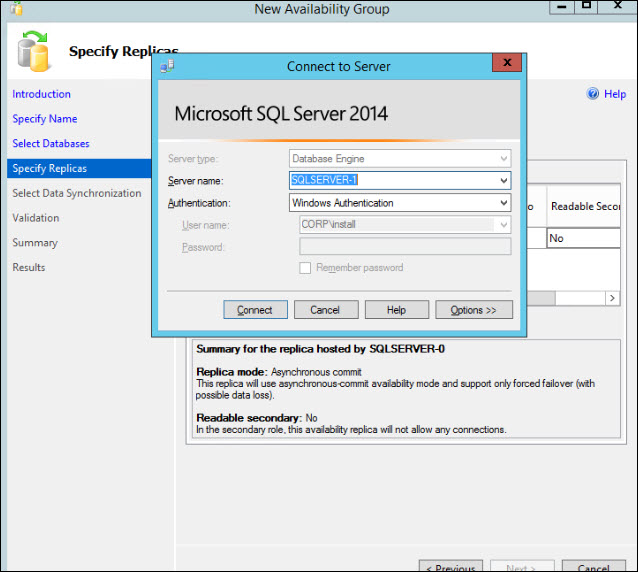 New Availability Group
Specify Replicas
Connect to Server
Microsoft SQL Server 2014
Introduction
Specify Name
Select Databases
Specify Replicas
Select Data Synchronization
Validation
Summary
Results
Help
Server type: Database Engine
Server name: SQLSERVER-1
Authentication: Windows Authentication
User name: CORP\install
Password:
Remember password
Connect Cancel Help Options >>
Readable Secon
No
Summary for the replica hosted by SQLSERVER-0
Replica mode: Asynchronous commit
This replica will use asynchronous-commit availability mode and support only forced failover (with
possible data loss).
Readable secondary: No
In the secondary role, this availability replica will not allow any connections.
< Previous Next > Cancel